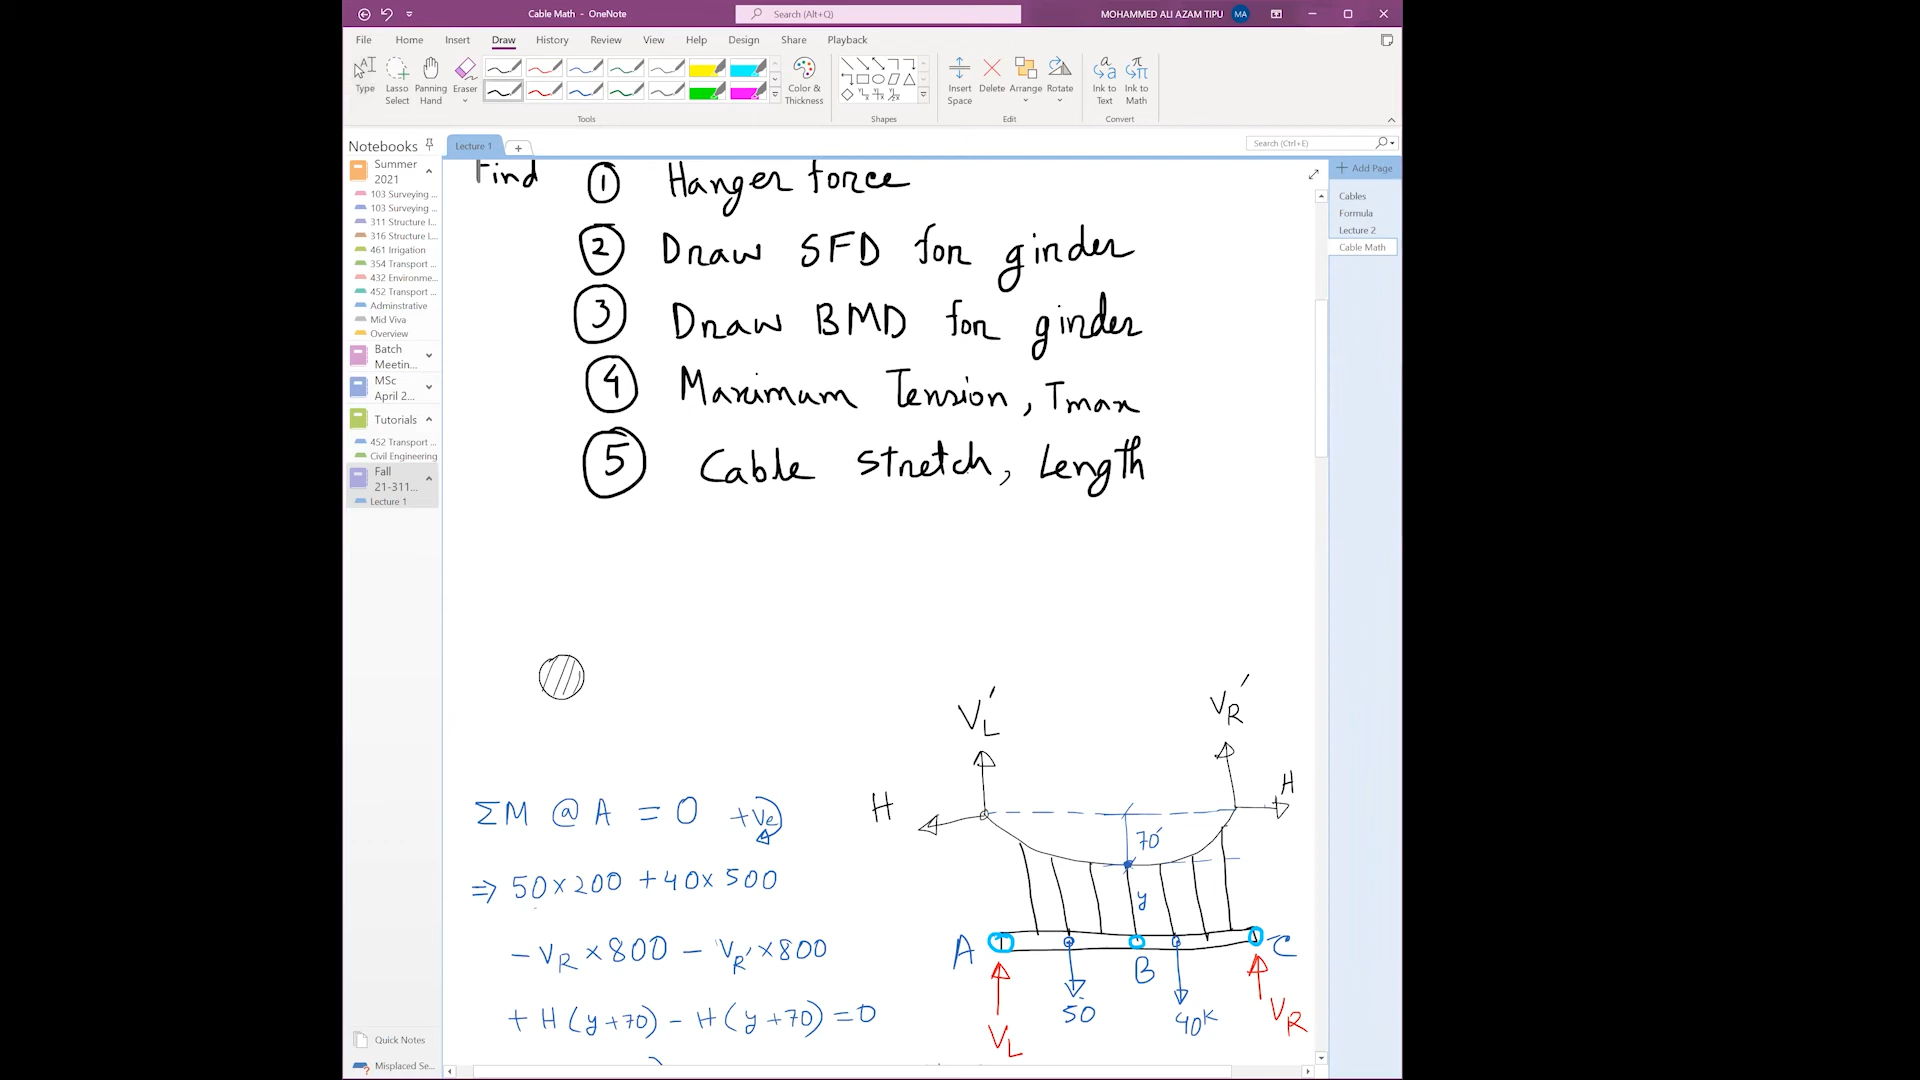 Cable Math - OneNote
Search (Alt+Q)
MOHAMMED ALI AZAM TIPU
MA
File Home Insert Draw History Review View Help Design Share Playback
Type
Lasso Select
Panning Hand
Eraser
Color & Thickness
Insert Space
Delete
Arrange
Rotate
Ink to Text
Ink to Math
Tools Shapes Edit Convert
Notebooks
Lecture 1
Search (Ctrl+E)
Summer 2021
103 Surveying ...
103 Surveying ...
311 Structure I...
316 Structure L...
461 Irrigation
354 Transport ...
432 Environme...
452 Transport ...
Adminstrative
Mid Viva
Overview
Batch Meetin...
MSc April 2...
Tutorials
452 Transport ...
Civil Engineering
Fall 21-311...
Lecture 1
Quick Notes
Misplaced Se...
Add Page
Cables
Formula
Lecture 2
Cable Math
Find 1 Hanger force
2 Draw SFD for girder
3 Draw BMD for girder
4 Maximum Tension, Tmax
5 Cable stretch, Length
ΣM @ A = 0 +ve
⇒ 50×200 + 40×500
- VR × 800 - VR' × 800
+ H(y+70) - H(y+70) = 0
VL' VR'
H H
70'
y
A B C
50 40K
VL VR